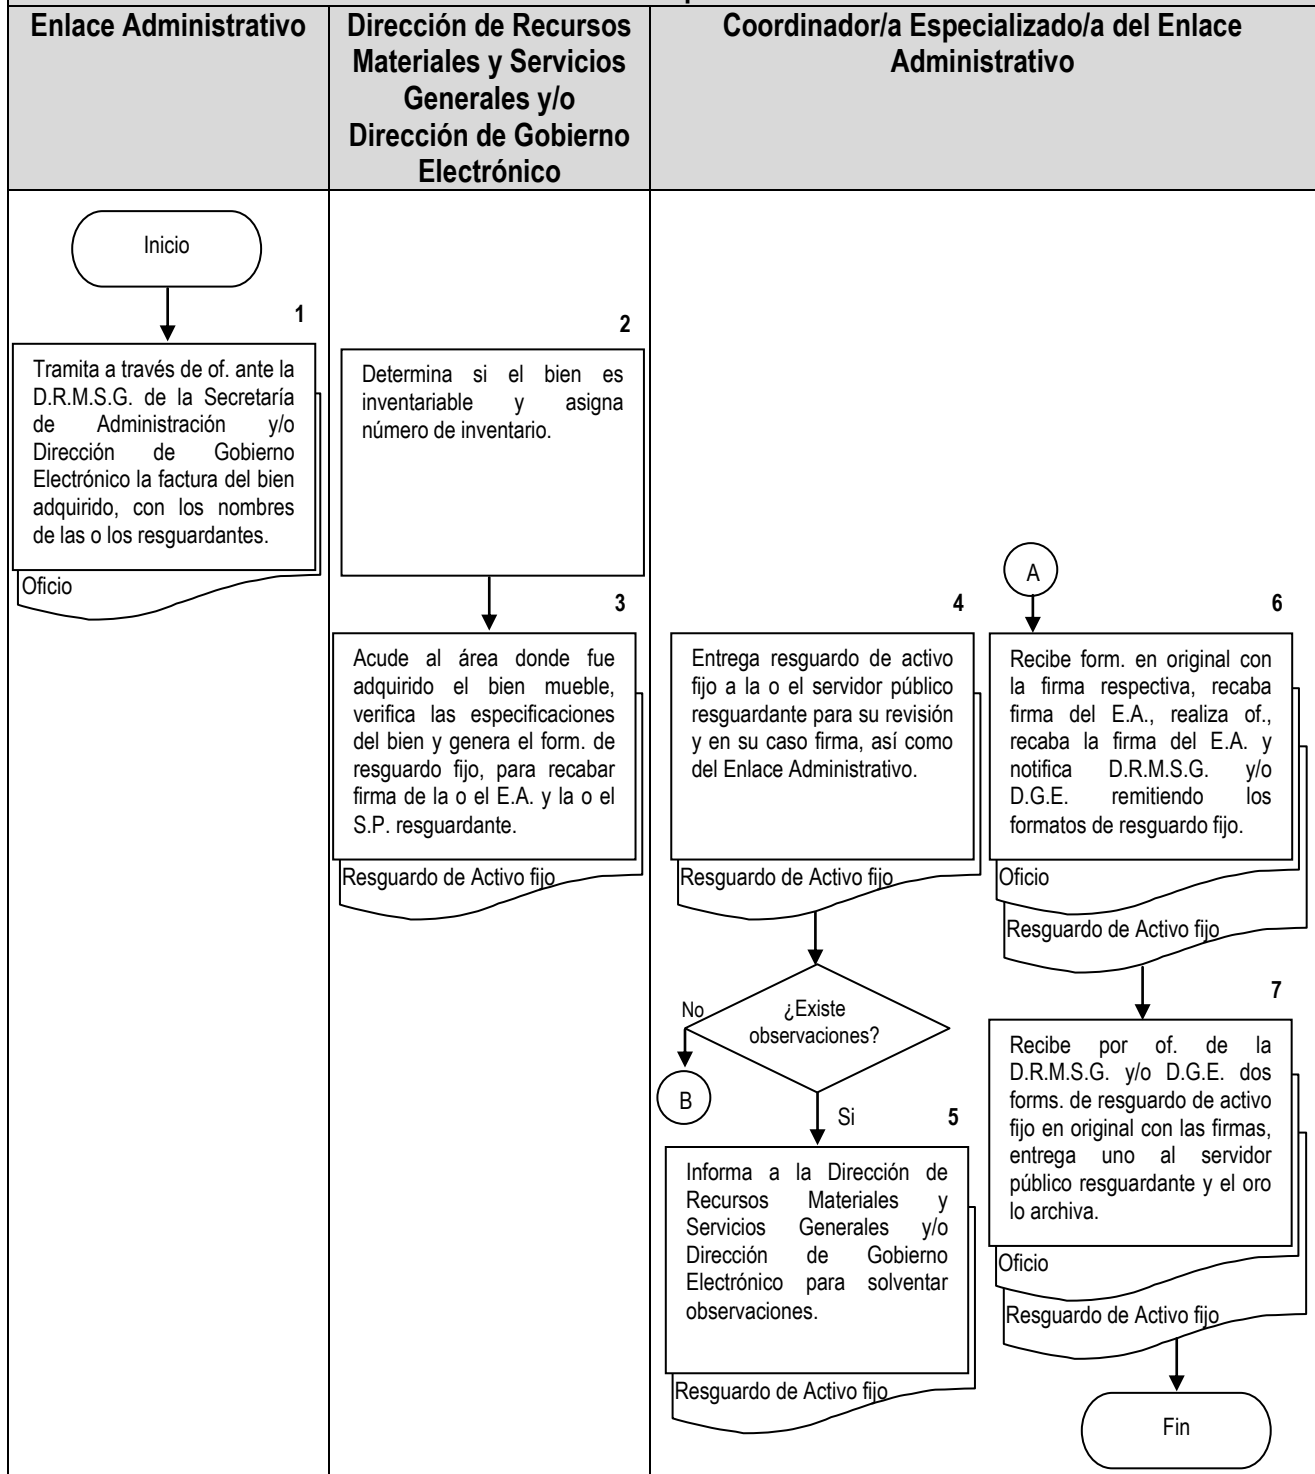 Enlace Administrativo
Dirección de Recursos
Materiales y Servicios
Generales y/o
Dirección de Gobierno
Electrónico
Coordinador/a Especializado/a del Enlace
Administrativo
Inicio
1
Tramita a través de of. ante la
D.R.M.S.G. de la Secretaría
de Administración y/o
Dirección de Gobierno
Electrónico la factura del bien
adquirido, con los nombres
de las o los resguardantes.
Oficio
2
Determina si el bien es
inventariable y asigna
número de inventario.
3
Acude al área donde fue
adquirido el bien mueble,
verifica las especificaciones
del bien y genera el form. de
resguardo fijo, para recabar
firma de la o el E.A. y la o el
S.P. resguardante.
Resguardo de Activo fijo
4
Entrega resguardo de activo
fijo a la o el servidor público
resguardante para su revisión
y en su caso firma, así como
del Enlace Administrativo.
Resguardo de Activo fijo
¿Existe
observaciones?
No
B
Si
5
Informa a la Dirección de
Recursos Materiales y
Servicios Generales y/o
Dirección de Gobierno
Electrónico para solventar
observaciones.
Resguardo de Activo fijo
A
6
Recibe form. en original con
la firma respectiva, recaba
firma del E.A., realiza of.,
recaba la firma del E.A. y
notifica D.R.M.S.G. y/o
D.G.E. remitiendo los
formatos de resguardo fijo.
Oficio
Resguardo de Activo fijo
7
Recibe por of. de la
D.R.M.S.G. y/o D.G.E. dos
forms. de resguardo de activo
fijo en original con las firmas,
entrega uno al servidor
público resguardante y el oro
lo archiva.
Oficio
Resguardo de Activo fijo
Fin